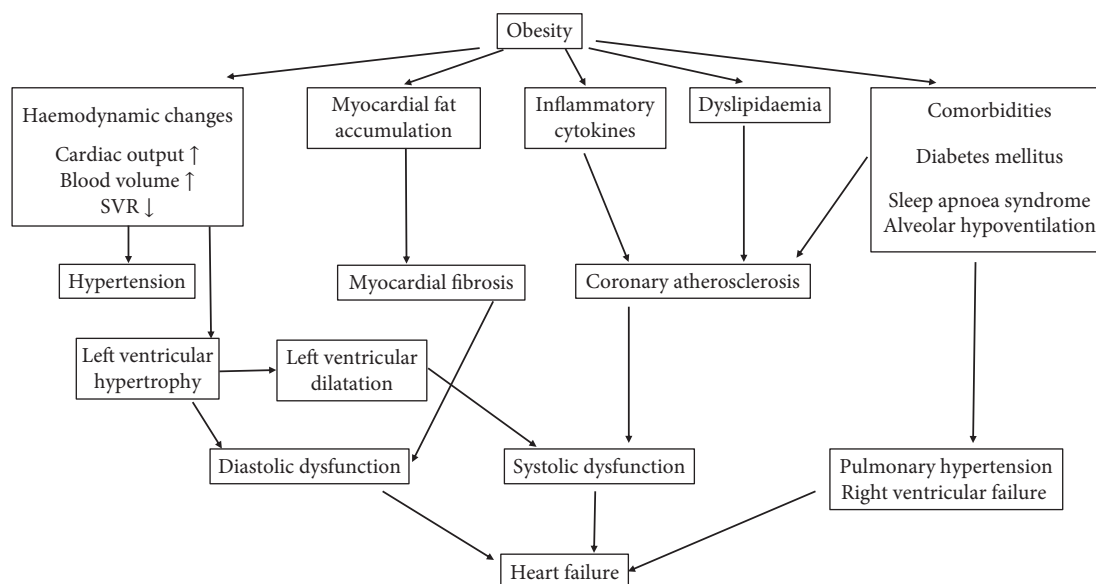 Obesity
Haemodynamic changes
Cardiac output ↑
Blood volume ↑
SVR ↓
Myocardial fat
accumulation
Inflammatory
cytokines
Dyslipidaemia
Comorbidities
Diabetes mellitus
Sleep apnoea syndrome
Alveolar hypoventilation
Hypertension
Myocardial fibrosis
Coronary atherosclerosis
Left ventricular
hypertrophy
Left ventricular
dilatation
Diastolic dysfunction
Systolic dysfunction
Pulmonary hypertension
Right ventricular failure
Heart failure